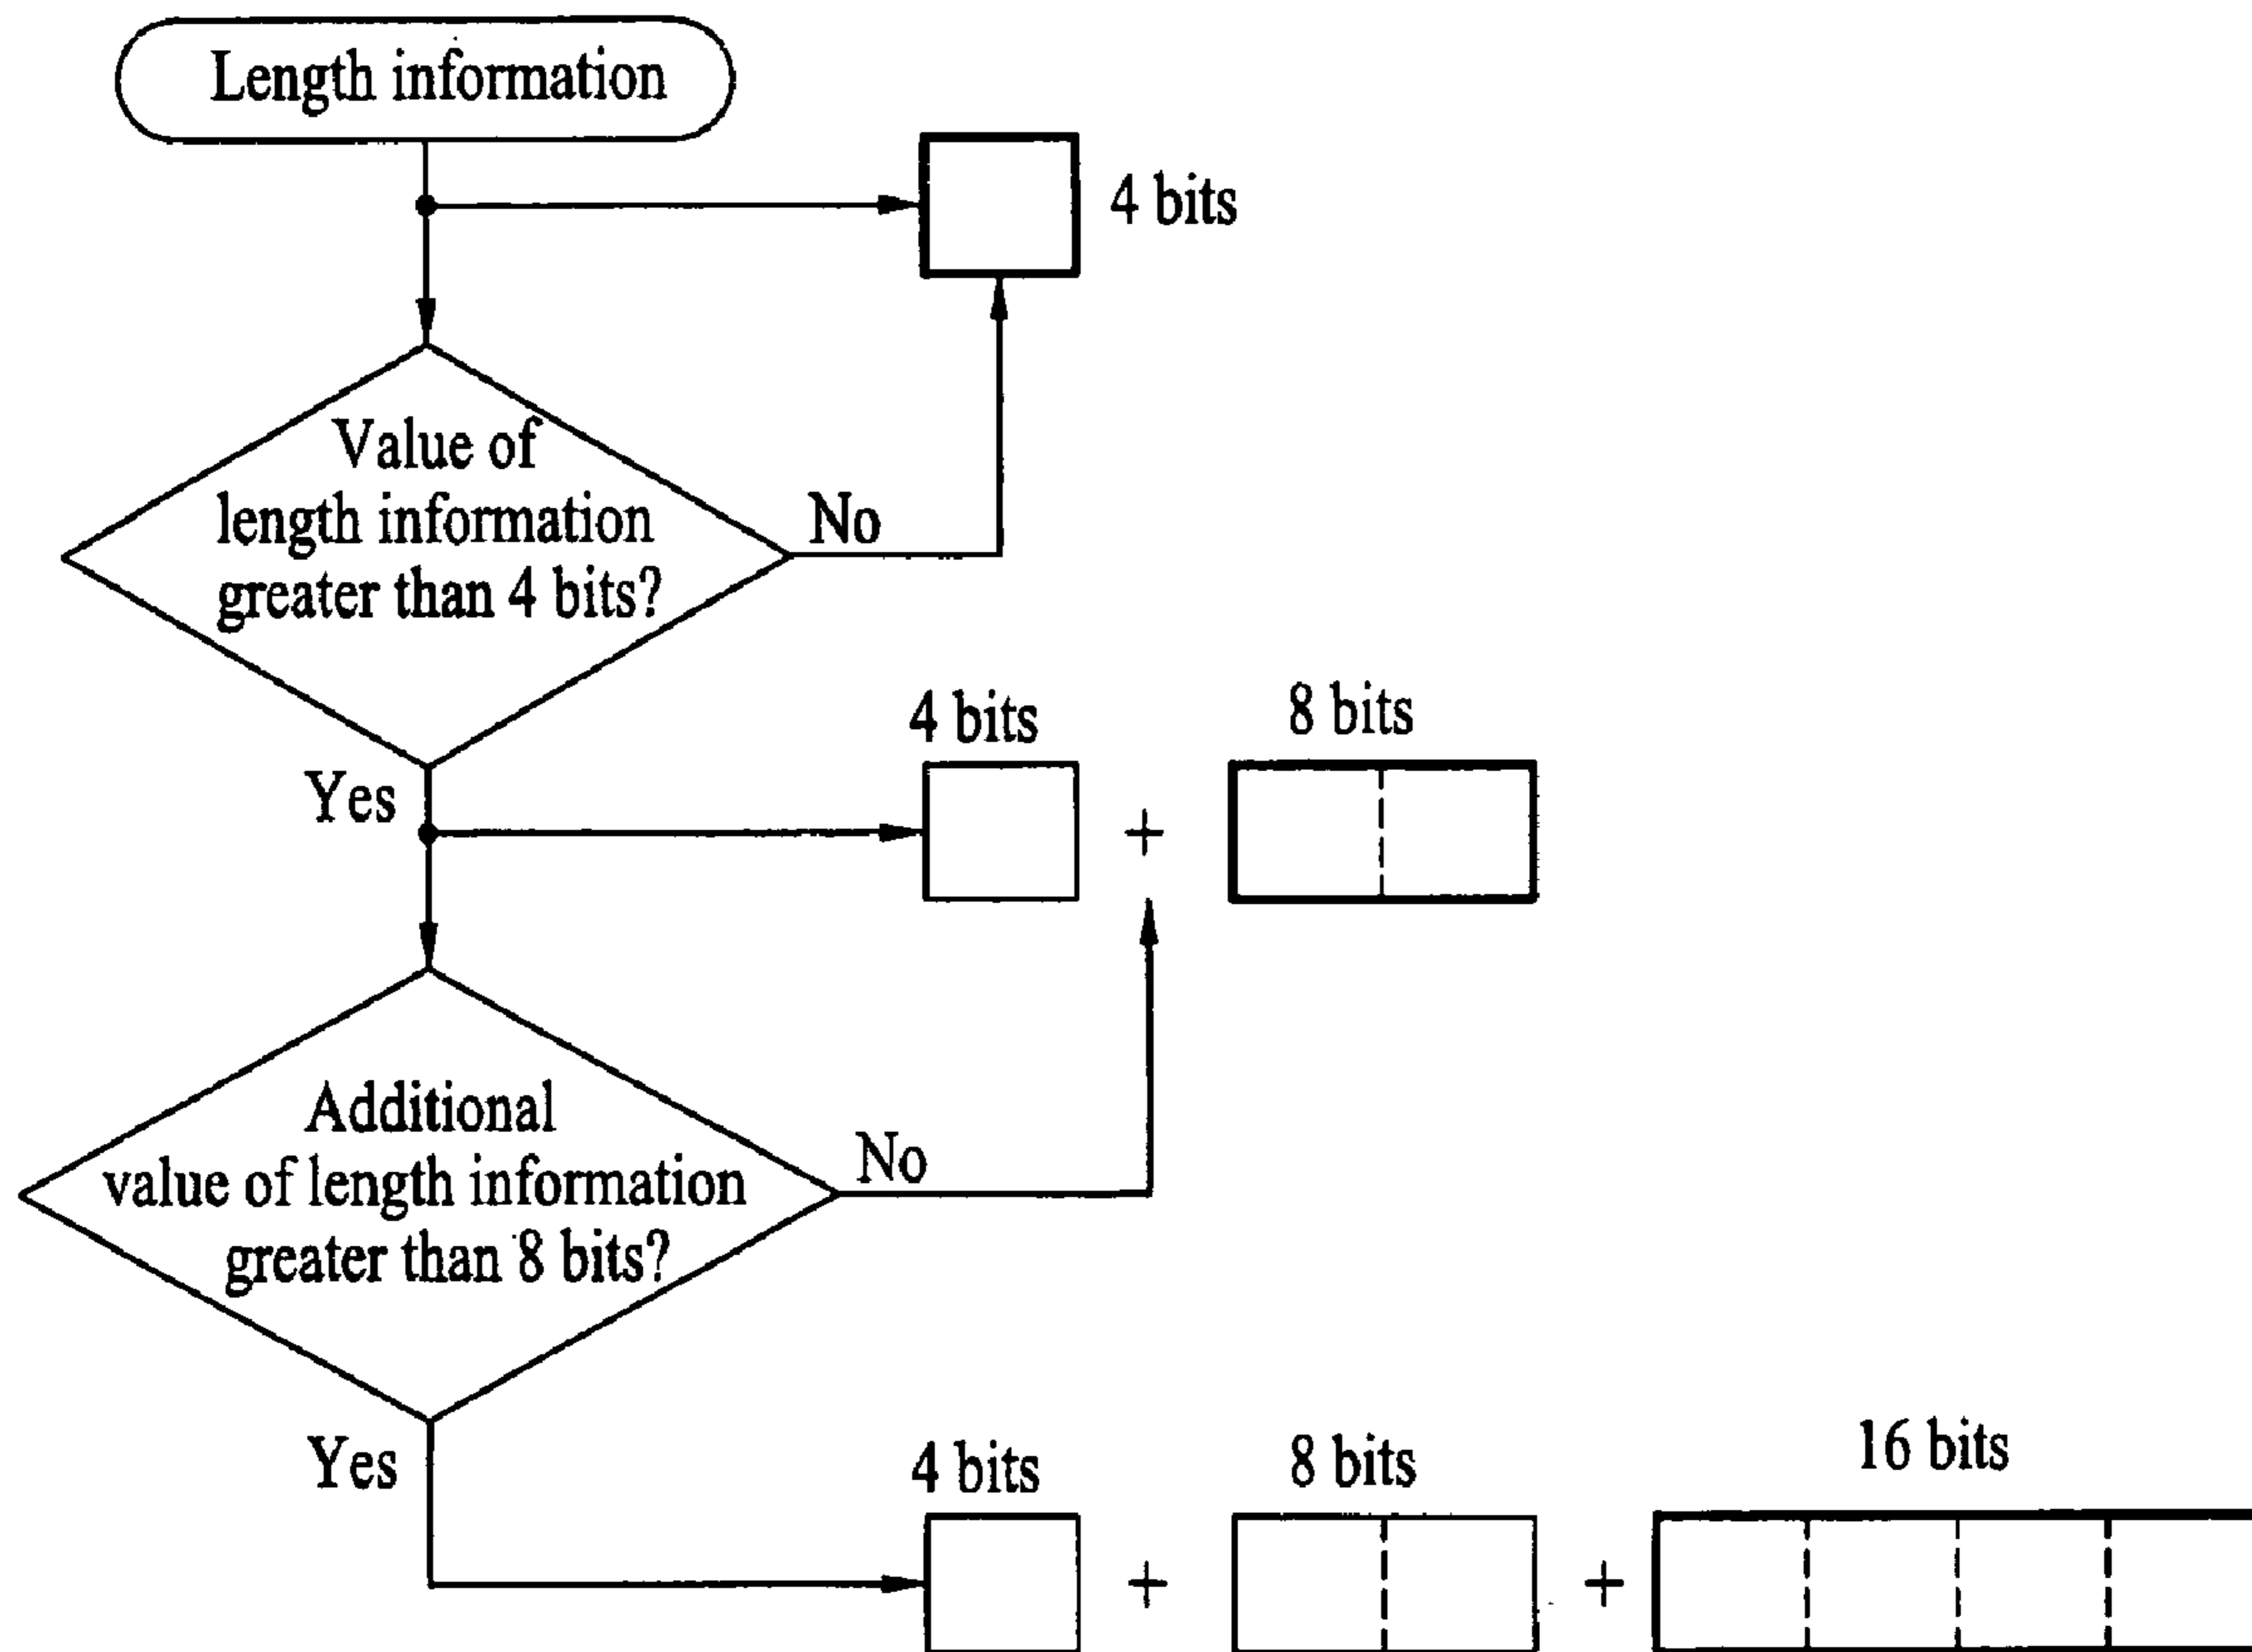 Length information
4 bits
Value of
length information
greater than 4 bits?
No
Yes
4 bits
8 bits
+
Additional
value of length information
greater than 8 bits?
No
Yes
4 bits
8 bits
16 bits
+
+